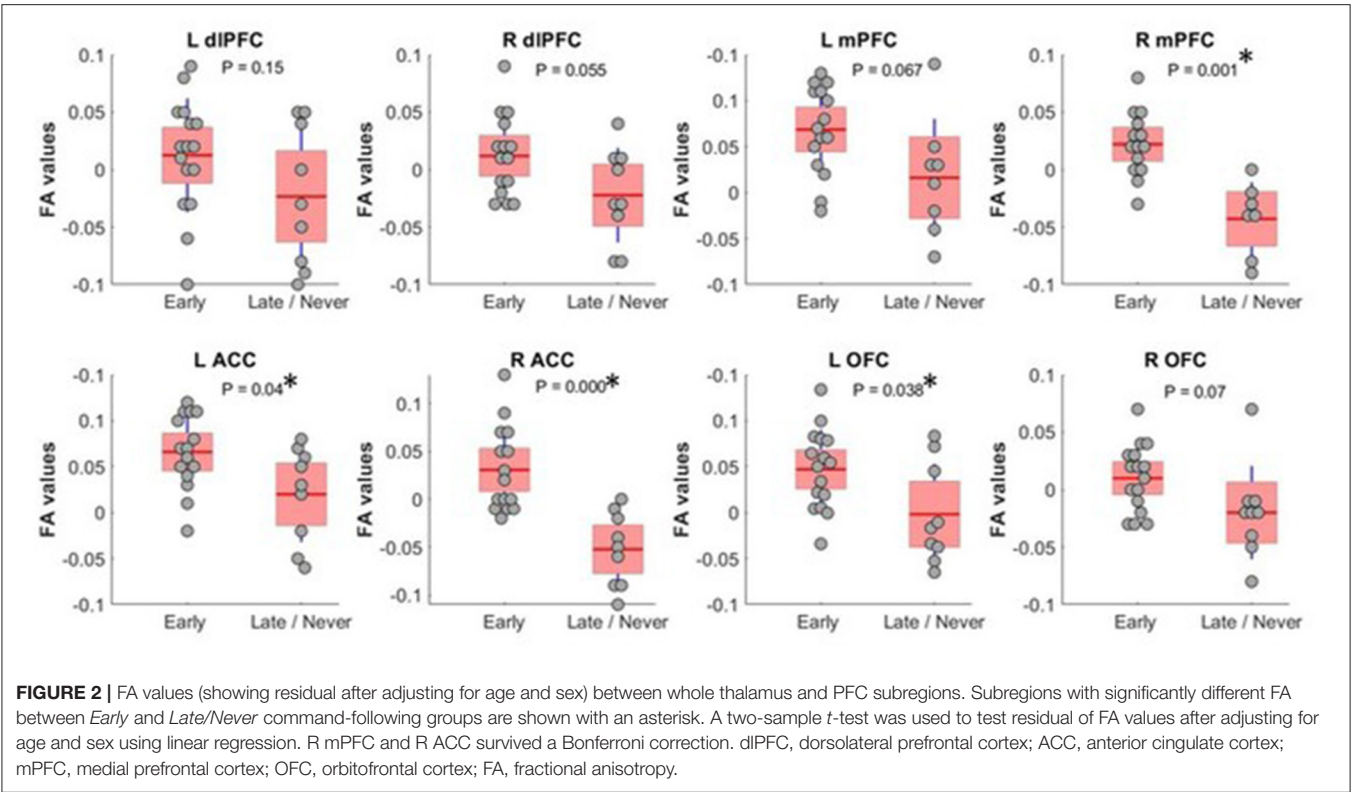 L dlPFC
P = 0.15
FA values
0.1
0.05
0
-0.05
-0.1
Early
Late / Never
R dlPFC
P = 0.055
FA values
0.1
0.05
0
-0.05
-0.1
Early
Late / Never
L mPFC
P = 0.067
FA values
-0.1
0.1
0.05
0
-0.05
-0.1
Early
Late / Never
R mPFC
P = 0.001*
FA values
0.1
0.05
0
-0.05
-0.1
Early
Late / Never
L ACC
P = 0.04*
FA values
-0.1
0.1
0.05
0
-0.05
-0.1
Early
Late / Never
R ACC
P = 0.000*
FA values
0.1
0.05
0
-0.05
-0.1
Early
Late / Never
L OFC
P = 0.038*
FA values
-0.1
0.1
0.05
0
-0.05
-0.1
Early
Late / Never
R OFC
P = 0.07
FA values
0.1
0.05
0
-0.05
-0.1
Early
Late / Never
FIGURE 2 | FA values (showing residual after adjusting for age and sex) between whole thalamus and PFC subregions. Subregions with significantly different FA
between Early and Late/Never command-following groups are shown with an asterisk. A two-sample t-test was used to test residual of FA values after adjusting for
age and sex using linear regression. R mPFC and R ACC survived a Bonferroni correction. dlPFC, dorsolateral prefrontal cortex; ACC, anterior cingulate cortex;
mPFC, medial prefrontal cortex; OFC, orbitofrontal cortex; FA, fractional anisotropy.